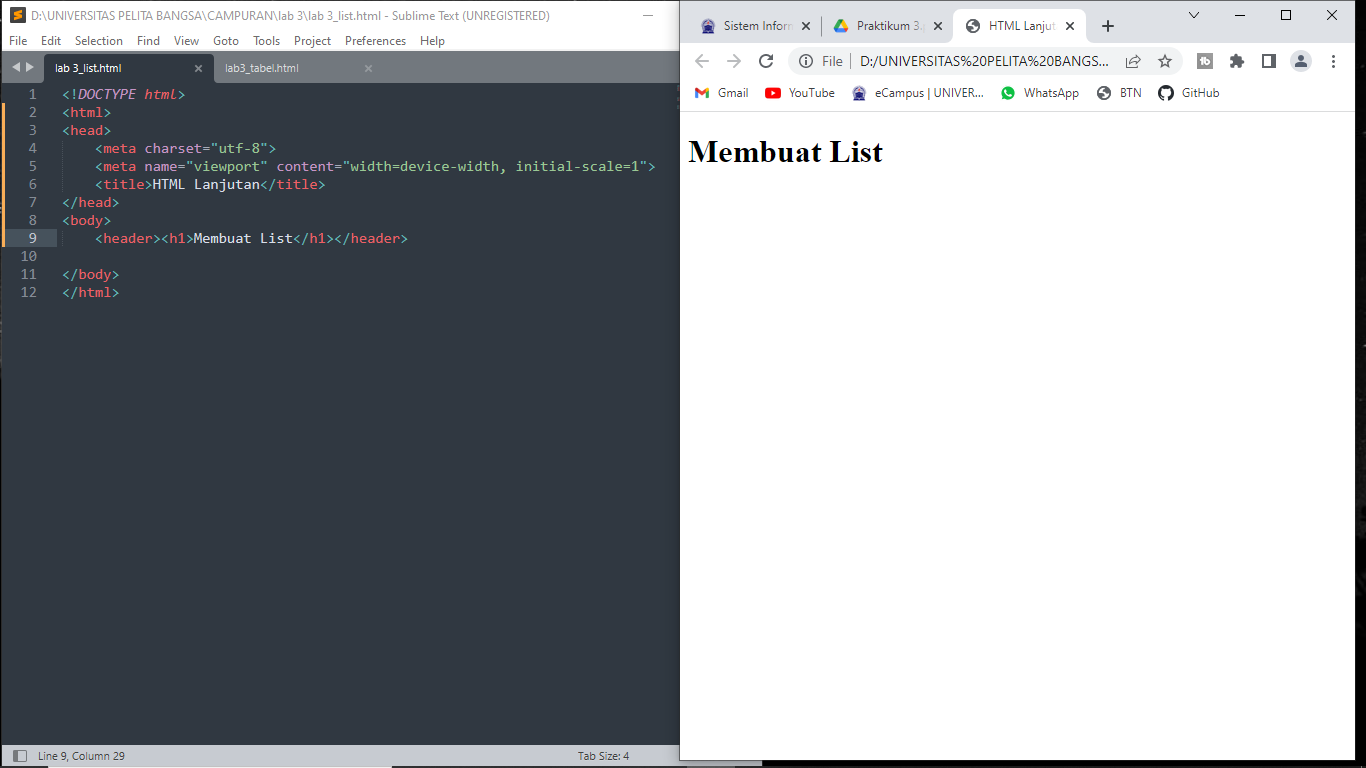 D:\UNIVERSITAS PELITA BANGSA\CAMPURAN\lab 3\lab 3_list.html - Sublime Text (UNREGISTERED)
File Edit Selection Find View Goto Tools Project Preferences Help
lab 3_list.html lab3_tabel.html
1 <!DOCTYPE html>
2 <html>
3 <head>
4 <meta charset="utf-8">
5 <meta name="viewport" content="width=device-width, initial-scale=1">
6 <title>HTML Lanjutan</title>
7 </head>
8 <body>
9 <header><h1>Membuat List</h1></header>
10
11 </body>
12 </html>
Line 9, Column 29 Tab Size: 4
Sistem Inforn Praktikum 3. HTML Lanjut
File D:/UNIVERSITAS%20PELITA%20BANGS...
Gmail YouTube eCampus | UNIVER... WhatsApp BTN GitHub
Membuat List